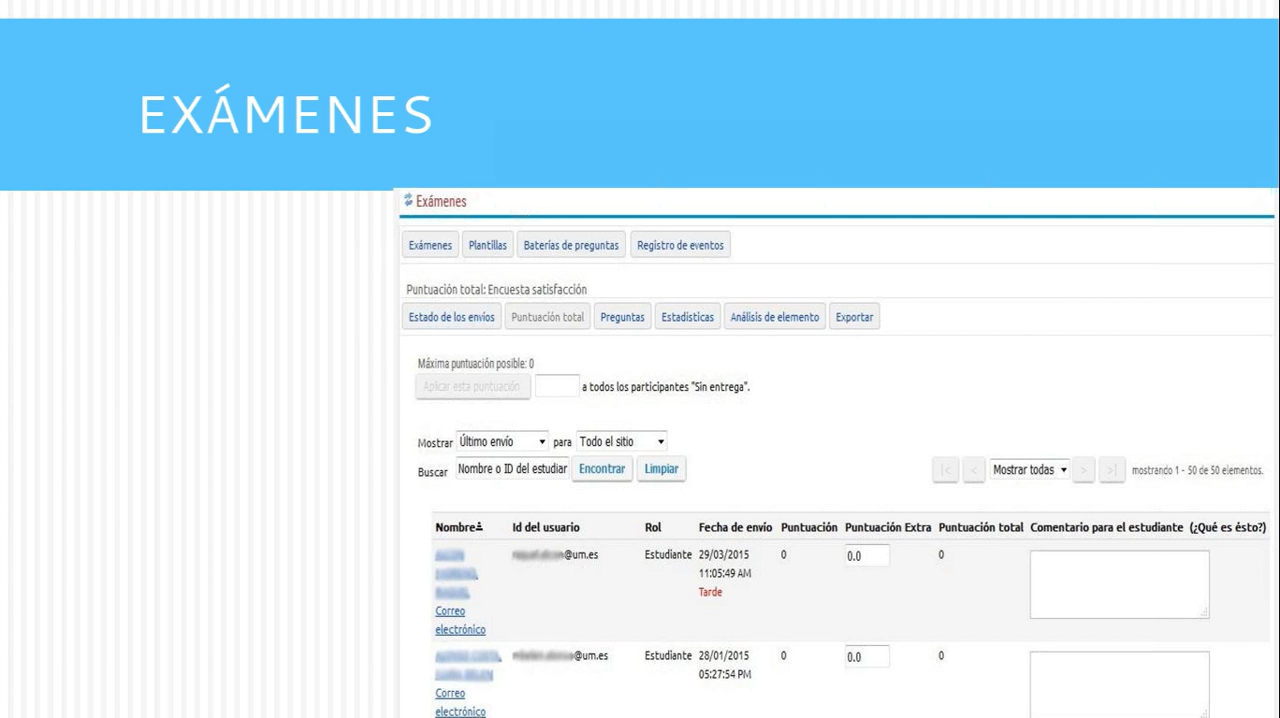 EXÁMENES
Exámenes
Exámenes Plantillas Baterías de preguntas Registro de eventos
Puntuación total: Encuesta satisfacción
Estado de los envíos Puntuación total Preguntas Estadísticas Análisis de elemento Exportar
Máxima puntuación posible: 0
Aplicar esta puntuación a todos los participantes "Sin entrega".
Mostrar Último envío para Todo el sitio
Buscar Nombre o ID del estudiar Encontrar Limpiar |< < Mostrar todas > >| mostrando 1 - 50 de 50 elementos.
Nombre Id del usuario Rol Fecha de envío Puntuación Puntuación Extra Puntuación total Comentario para el estudiante (¿Qué es ésto?)
@um.es Estudiante 29/03/2015 0 0.0 0
11:05:49 AM
Tarde
Correo
electrónico
@um.es Estudiante 28/01/2015 0 0.0 0
05:27:54 PM
Correo
electrónico